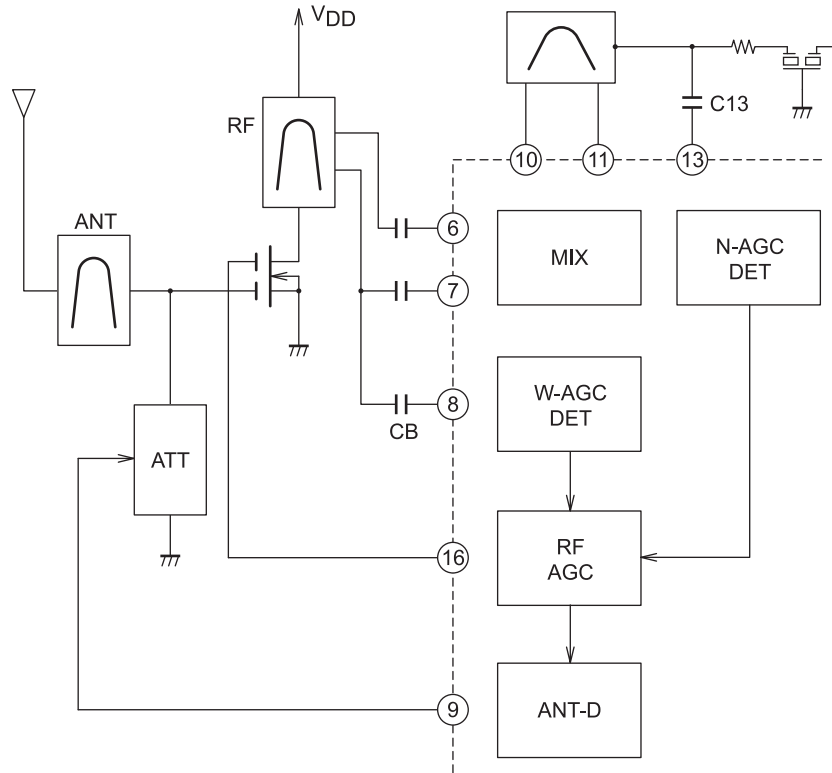 VDD
RF
C13
10
11
13
ANT
6
MIX
N-AGC
DET
7
8
W-AGC
DET
CB
ATT
16
RF
AGC
9
ANT-D